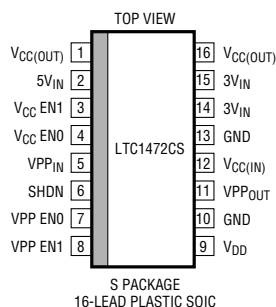 TOP VIEW
VCC(OUT) 1 16 VCC(OUT)
5VIN 2 15 3VIN
VCC EN1 3 14 3VIN
VCC EN0 4 13 GND
LTC1472CS
VPPIN 5 12 VCC(IN)
SHDN 6 11 VPPOUT
VPP EN0 7 10 GND
VPP EN1 8 9 VDD
S PACKAGE
16-LEAD PLASTIC SOIC